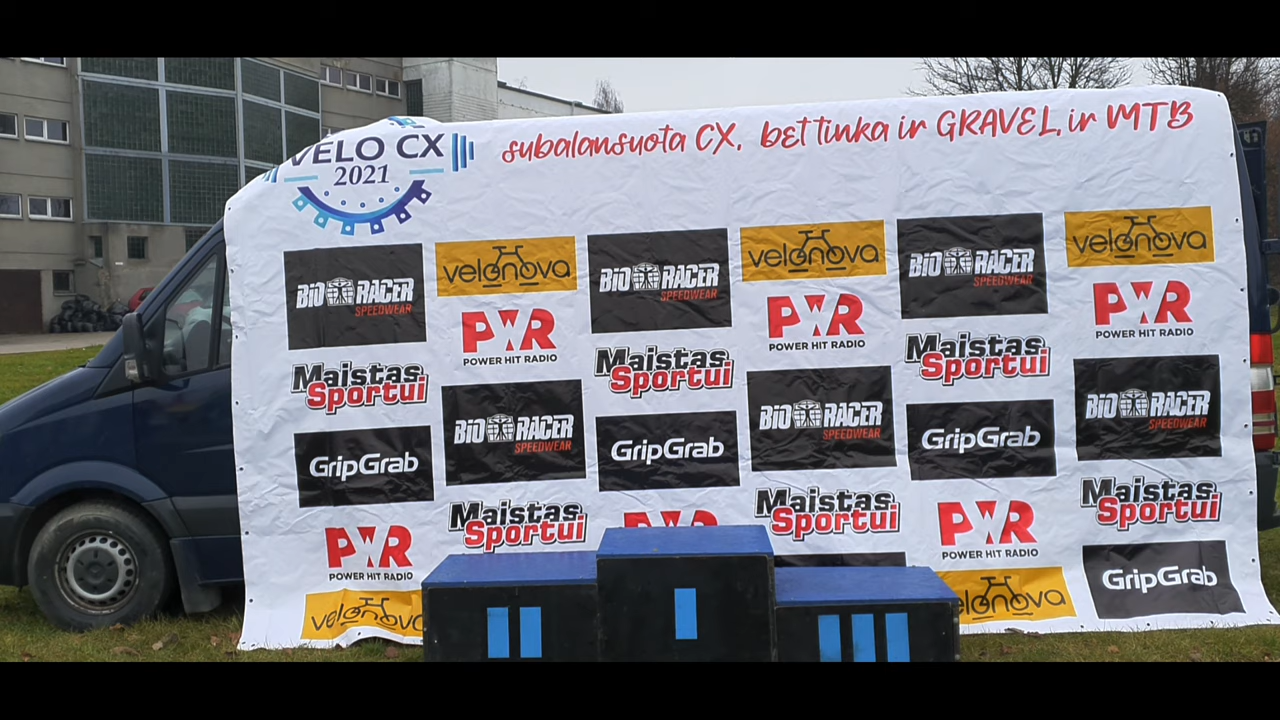 VELO CX
2021
subalansuota CX, bet tinka ir GRAVEL, ir MTB
BIORACER
SPEEDWEAR
velonova
BIORACER
SPEEDWEAR
velonova
BIORACER
SPEEDWEAR
velonova
Maistas
Sportui
PWR
POWER HIT RADIO
Maistas
Sportui
PWR
POWER HIT RADIO
Maistas
Sportui
PWR
POWER HIT RADIO
GripGrab
BIORACER
SPEEDWEAR
GripGrab
BIORACER
SPEEDWEAR
GripGrab
BIORACER
SPEEDWEAR
PWR
POWER HIT RADIO
Maistas
Sportui
PWR
Maistas
Sportui
PWR
POWER HIT RADIO
Maistas
Sportui
velonova
velonova
GripGrab
II
I
III